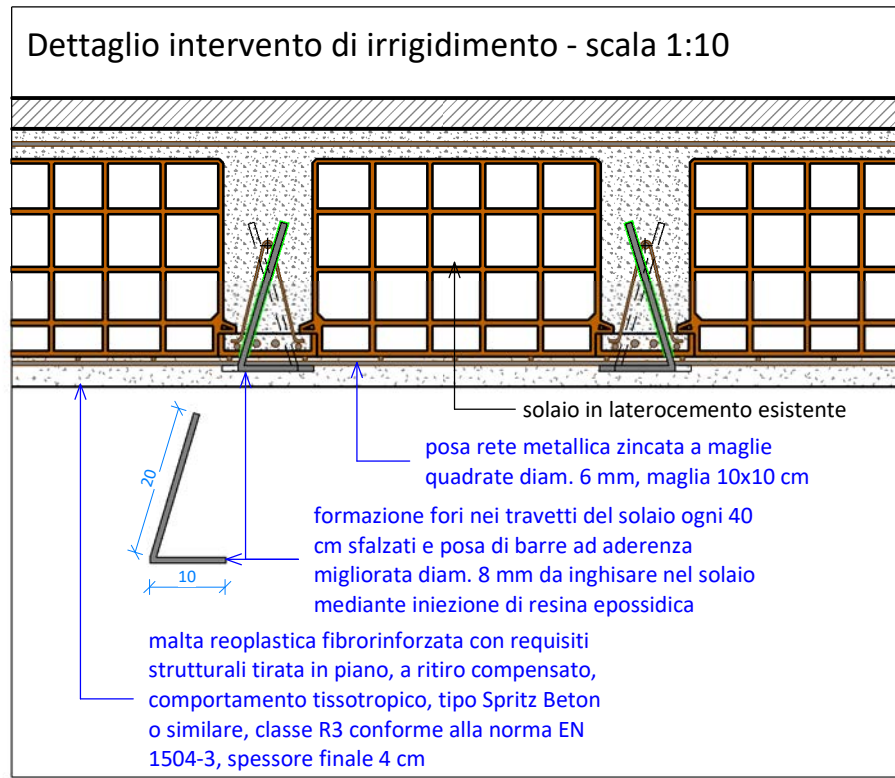 Dettaglio intervento di irrigidimento - scala 1:10
solaio in laterocemento esistente
posa rete metallica zincata a maglie
quadrate diam. 6 mm, maglia 10x10 cm
20
formazione fori nei travetti del solaio ogni 40
cm sfalzati e posa di barre ad aderenza
migliorata diam. 8 mm da inghisare nel solaio
mediante iniezione di resina epossidica
10
malta reoplastica fibrorinforzata con requisiti
strutturali tirata in piano, a ritiro compensato,
comportamento tissotropico, tipo Spritz Beton
o similare, classe R3 conforme alla norma EN
1504-3, spessore finale 4 cm